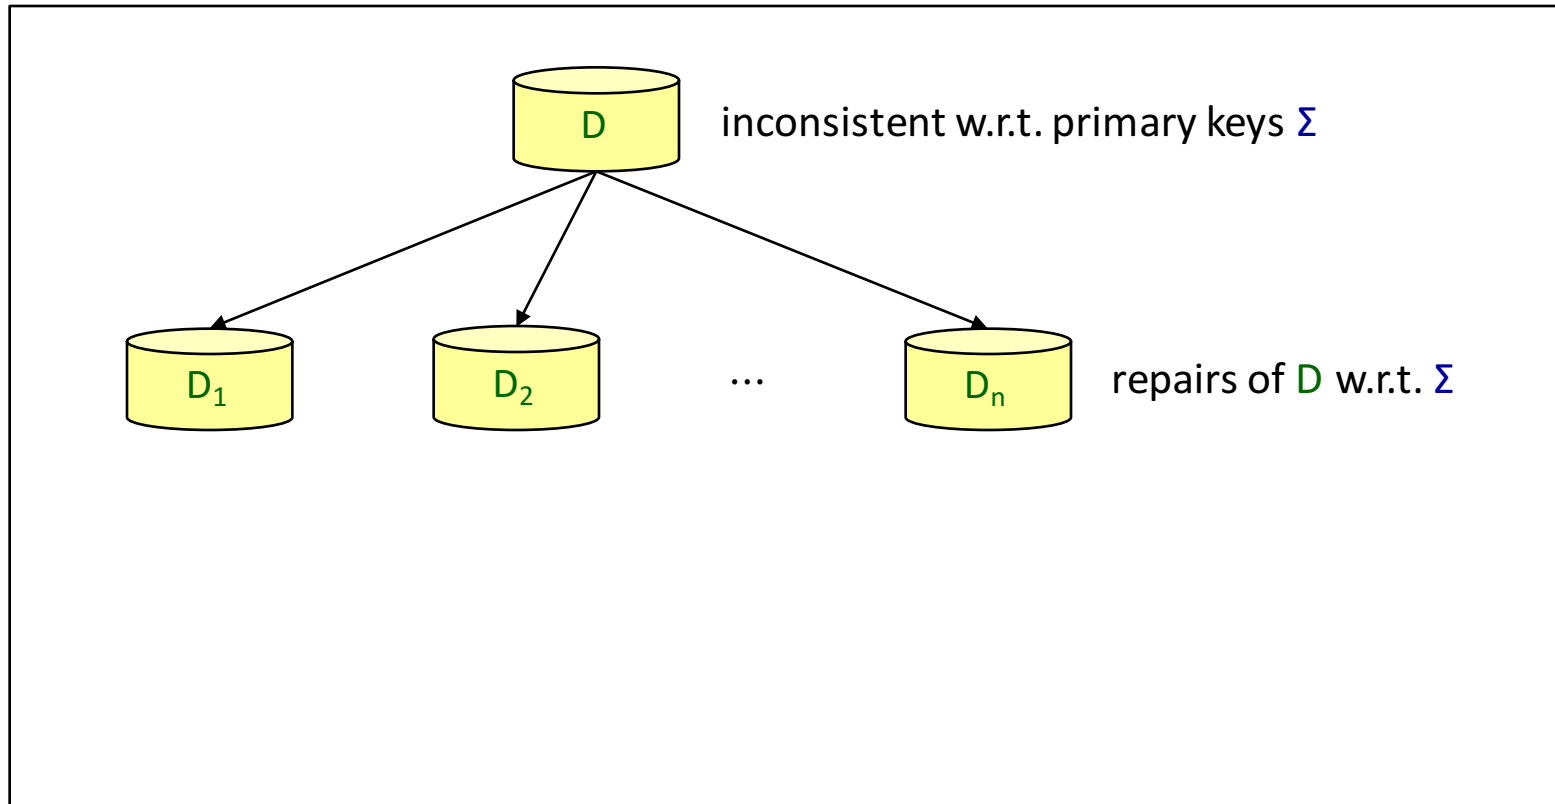 D
inconsistent w.r.t. primary keys Σ
D₁
D₂
...
Dₙ
repairs of D w.r.t. Σ